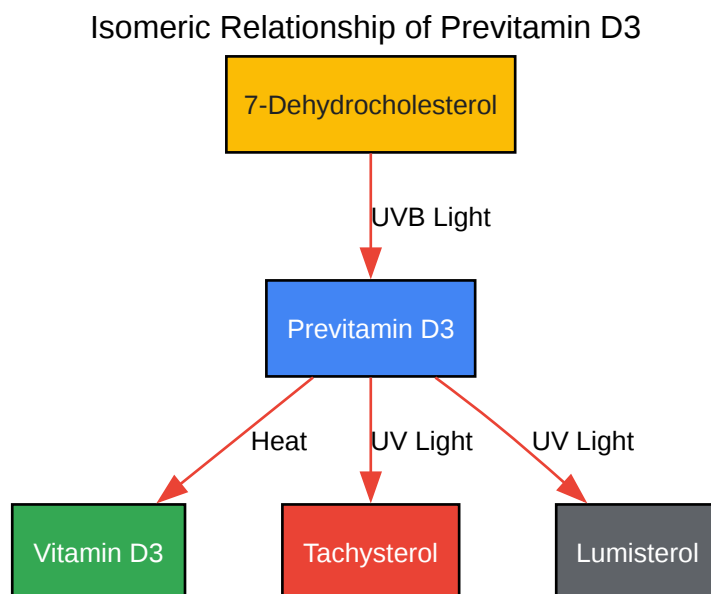 Isomeric Relationship of Previtamin D3
7-Dehydrocholesterol
UVB Light
Previtamin D3
Heat
UV Light
UV Light
Vitamin D3
Tachysterol
Lumisterol